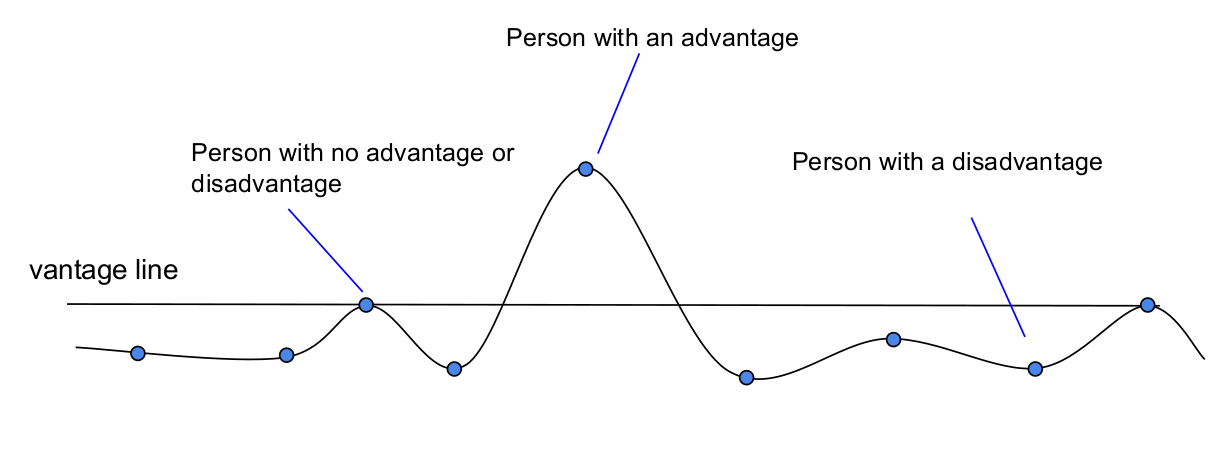 Person with an advantage
Person with no advantage or
disadvantage
Person with a disadvantage
vantage line